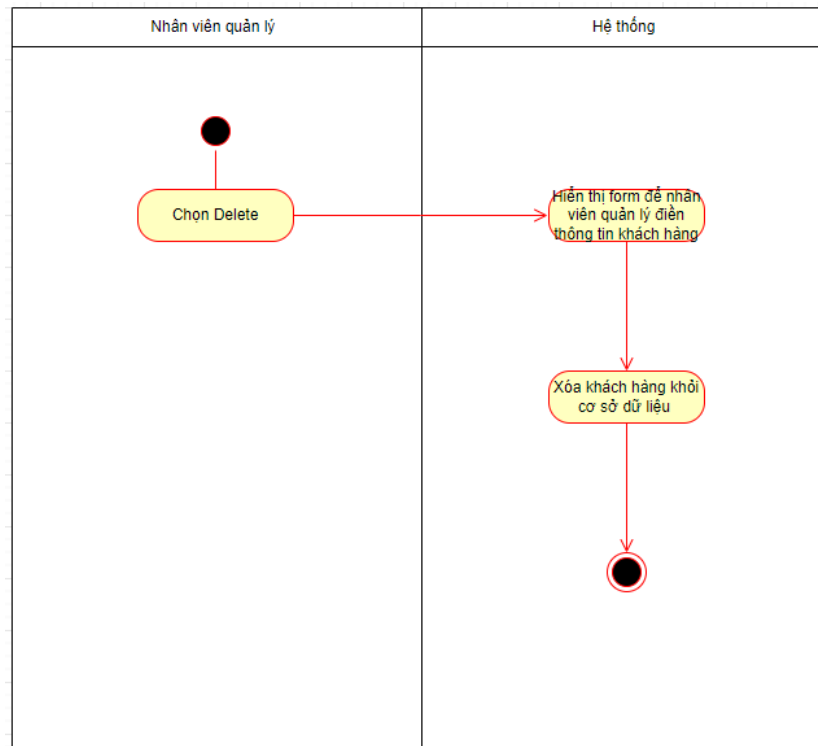 Nhân viên quản lý
Hệ thống
Chọn Delete
Hiển thị form để nhân
viên quản lý điền
thông tin khách hàng
Xóa khách hàng khỏi
cơ sở dữ liệu